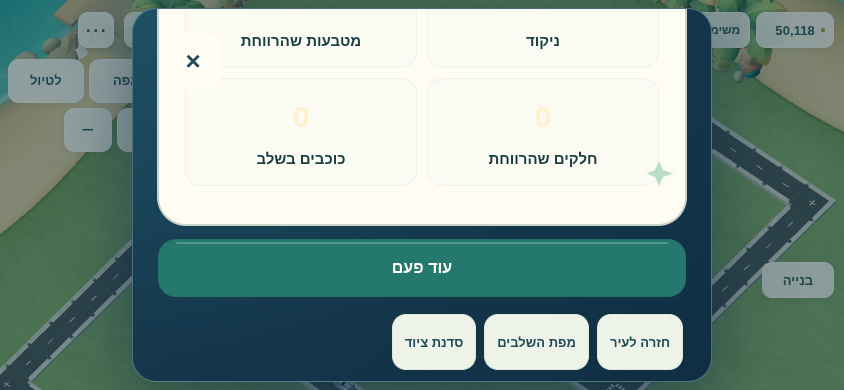 50,118
משימ
...
מפה
לטיול
–
ניקוד
מטבעות שהרווחת
×
0
0
חלקים שהרווחת
כוכבים בשלב
עוד פעם
חזרה לעיר
מפת השלבים
סדנת ציוד
בנייה